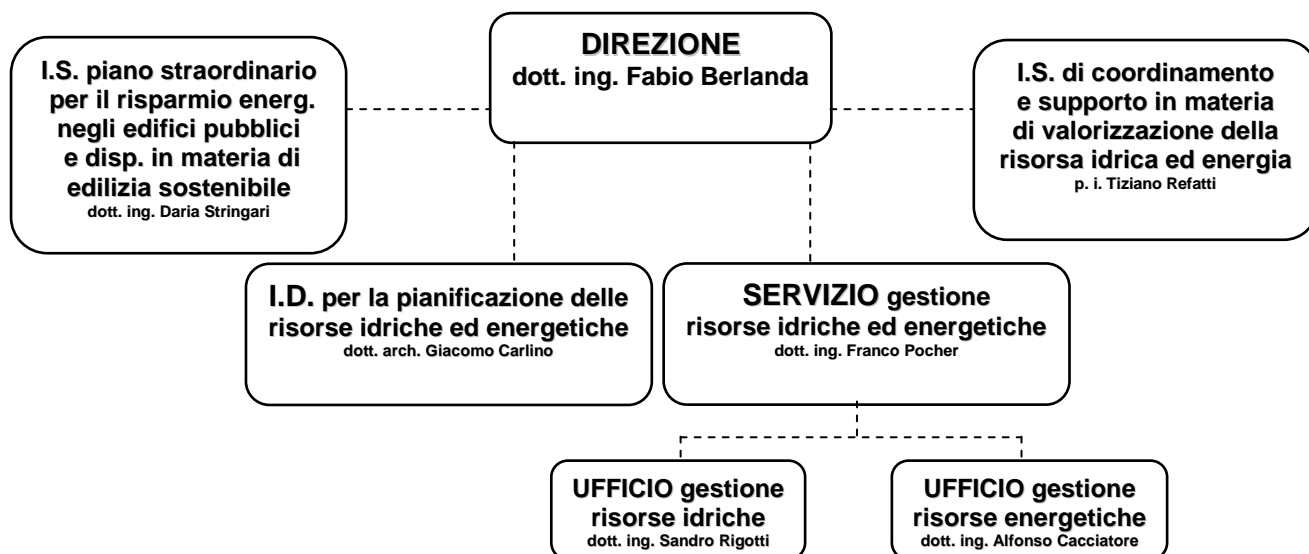 DIREZIONE
dott. ing. Fabio Berlanda
I.S. piano straordinario
per il risparmio energ.
negli edifici pubblici
e disp. in materia di
edilizia sostenibile
dott. ing. Daria Stringari
I.S. di coordinamento
e supporto in materia
di valorizzazione della
risorsa idrica ed energia
p. i. Tiziano Refatti
I.D. per la pianificazione delle
risorse idriche ed energetiche
dott. arch. Giacomo Carlino
SERVIZIO gestione
risorse idriche ed energetiche
dott. ing. Franco Pocher
UFFICIO gestione
risorse idriche
dott. ing. Sandro Rigotti
UFFICIO gestione
risorse energetiche
dott. ing. Alfonso Cacciatore